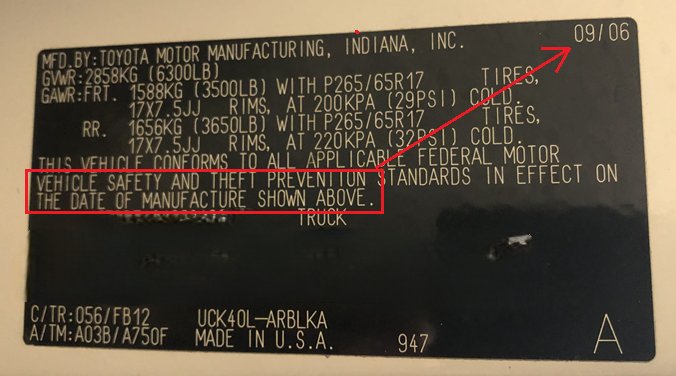 MFD.BY:TOYOTA MOTOR MANUFACTURING, INDIANA, INC. 09/06
GVWR:2858KG (6300LB)
GAWR:FRT. 1588KG (3500LB) WITH P265/65R17 TIRES,
17X7.5JJ RIMS, AT 200KPA (29PSI) COLD.
RR. 1656KG (3650LB) WITH P265/65R17 TIRES,
17X7.5JJ RIMS, AT 220KPA (32PSI) COLD.
THIS VEHICLE CONFORMS TO ALL APPLICABLE FEDERAL MOTOR
VEHICLE SAFETY AND THEFT PREVENTION STANDARDS IN EFFECT ON
THE DATE OF MANUFACTURE SHOWN ABOVE.
TRUCK
C/TR:056/FB12 UCK40L-ARBLKA
A/TM:A03B/A750F MADE IN U.S.A. 947 A